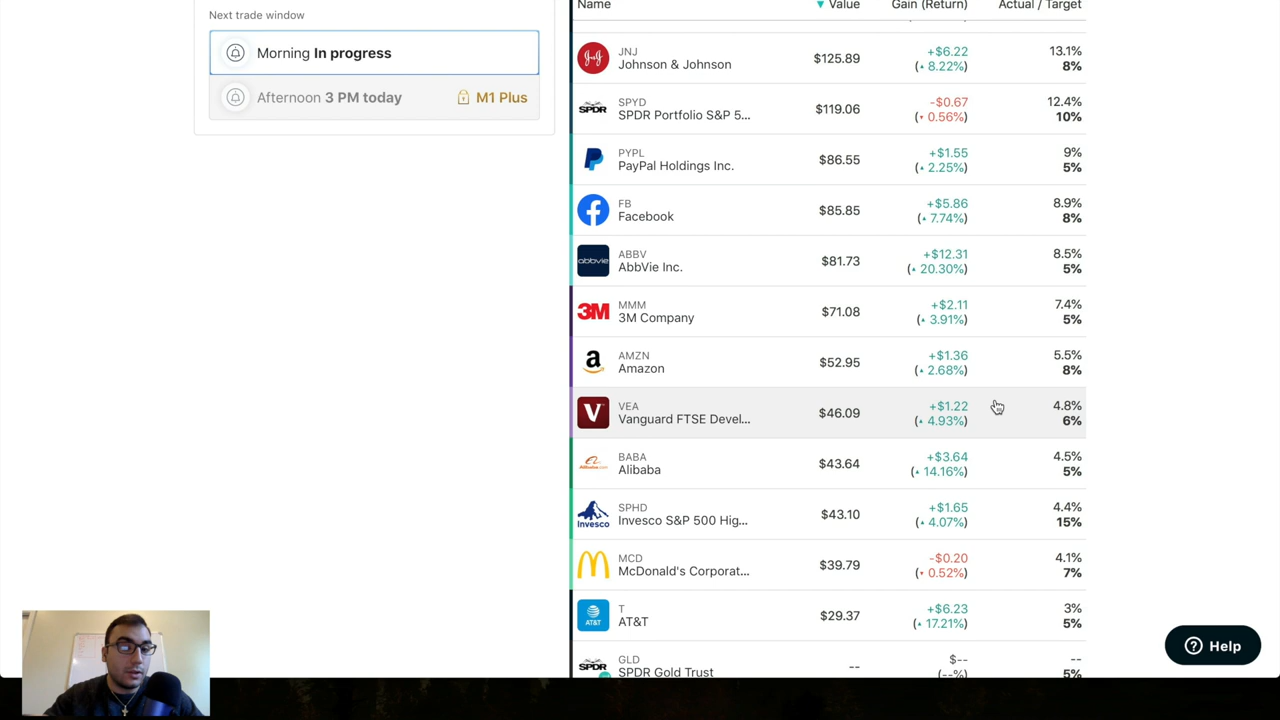 Next trade window
Morning In progress
Afternoon 3 PM today M1 Plus
Name Value Gain (Return) Actual / Target
JNJ +$6.22 13.1%
Johnson & Johnson $125.89 (8.22%) 8%
SPDR SPYD -$0.67 12.4%
SPDR Portfolio S&P 5... $119.06 (0.56%) 10%
PYPL +$1.55 9%
PayPal Holdings Inc. $86.55 (2.25%) 5%
FB +$5.86 8.9%
Facebook $85.85 (7.74%) 8%
abbvie ABBV +$12.31 8.5%
AbbVie Inc. $81.73 (20.30%) 5%
3M MMM +$2.11 7.4%
3M Company $71.08 (3.91%) 5%
a AMZN +$1.36 5.5%
Amazon $52.95 (2.68%) 8%
V VEA +$1.22 4.8%
Vanguard FTSE Devel... $46.09 (4.93%) 6%
BABA +$3.64 4.5%
Alibaba $43.64 (14.16%) 5%
SPHD +$1.65 4.4%
Invesco Invesco S&P 500 Hig... $43.10 (4.07%) 15%
MCD -$0.20 4.1%
McDonald's Corporat... $39.79 (0.52%) 7%
T +$6.23 3%
AT&T AT&T $29.37 (17.21%) 5%
SPDR GLD $-- --
SPDR Gold Trust -- (--%) 5%
Help